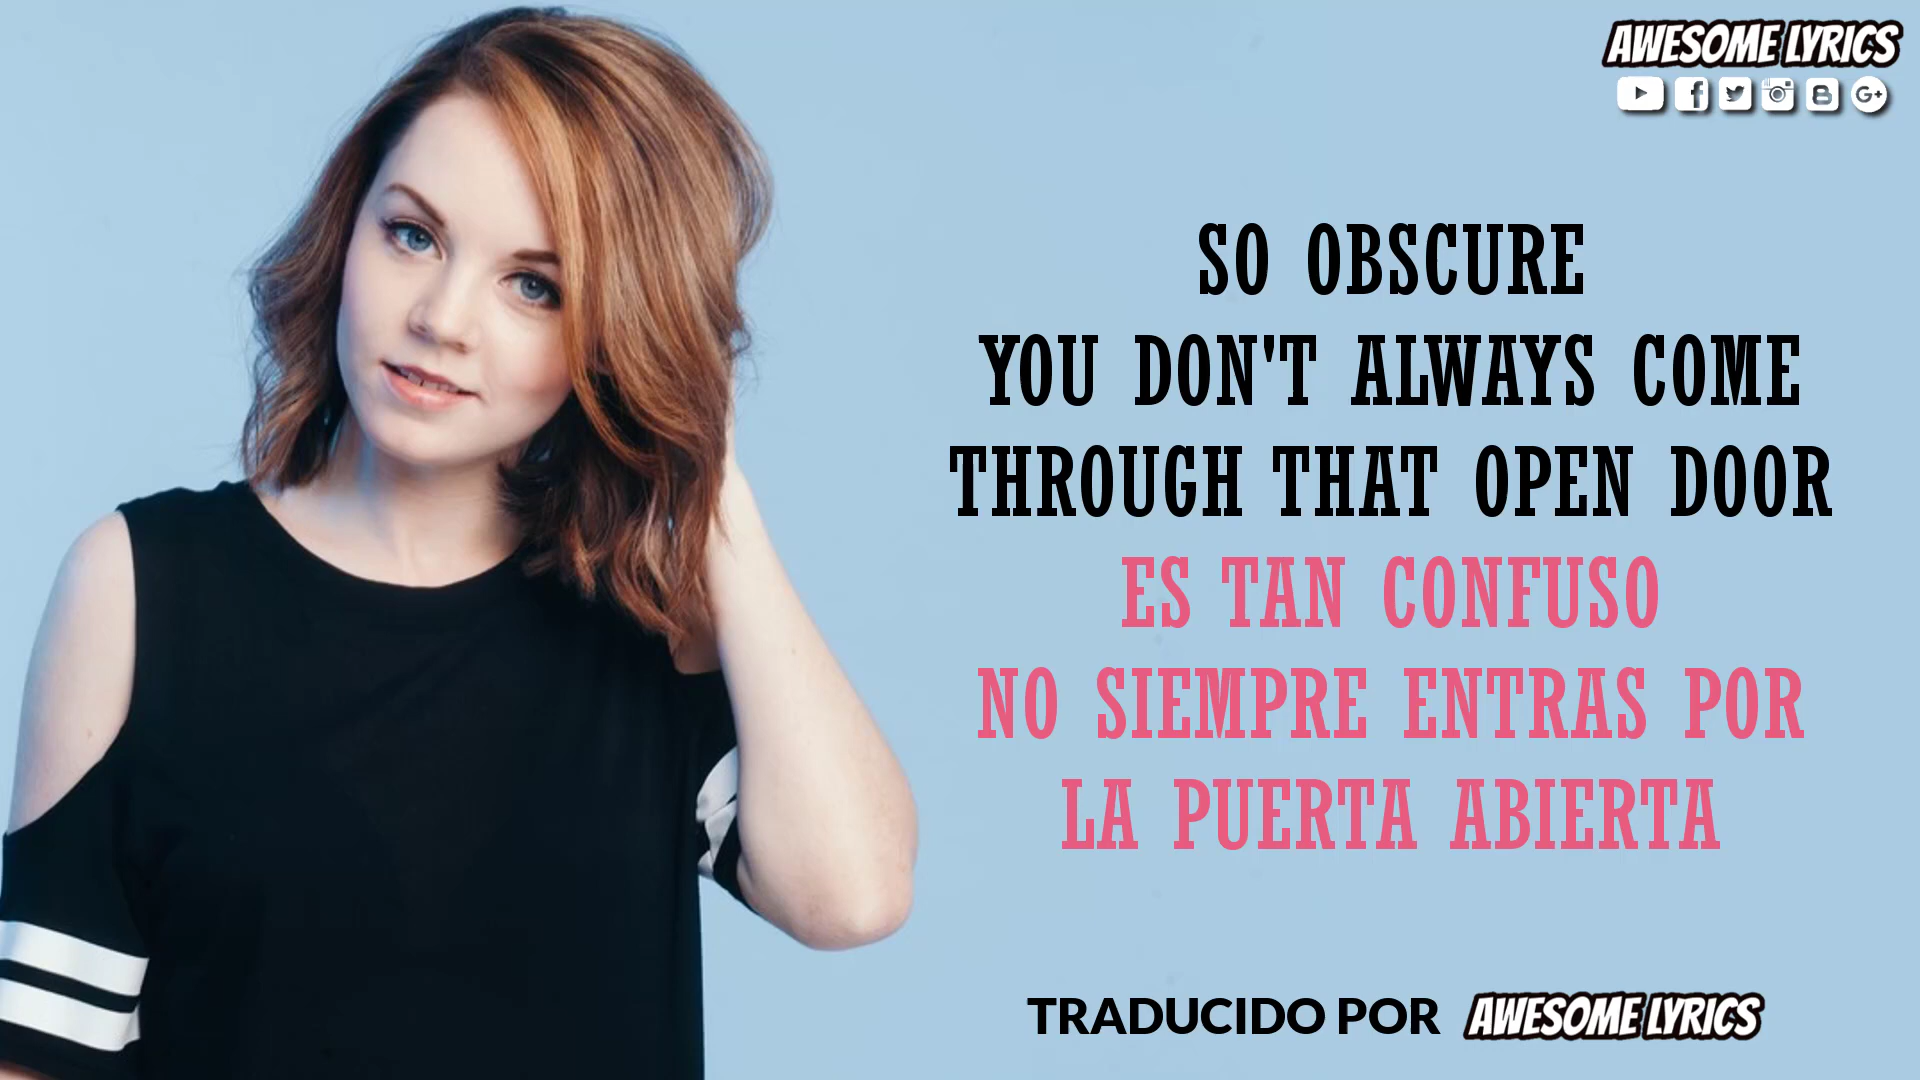 AWESOME LYRICS
SO OBSCURE
YOU DON'T ALWAYS COME
THROUGH THAT OPEN DOOR
ES TAN CONFUSO
NO SIEMPRE ENTRAS POR
LA PUERTA ABIERTA
TRADUCIDO POR AWESOME LYRICS